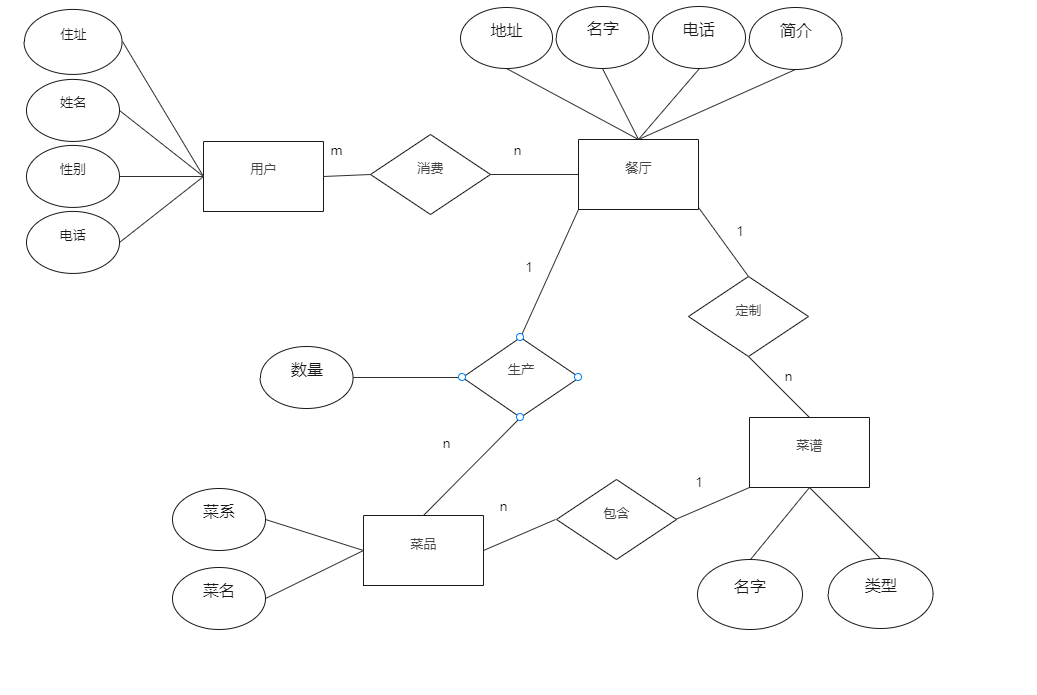 住址
姓名
性别
电话
用户
m
消费
n
地址
名字
电话
简介
餐厅
1
定制
n
1
生产
数量
n
菜谱
菜系
菜名
菜品
n
包含
1
名字
类型